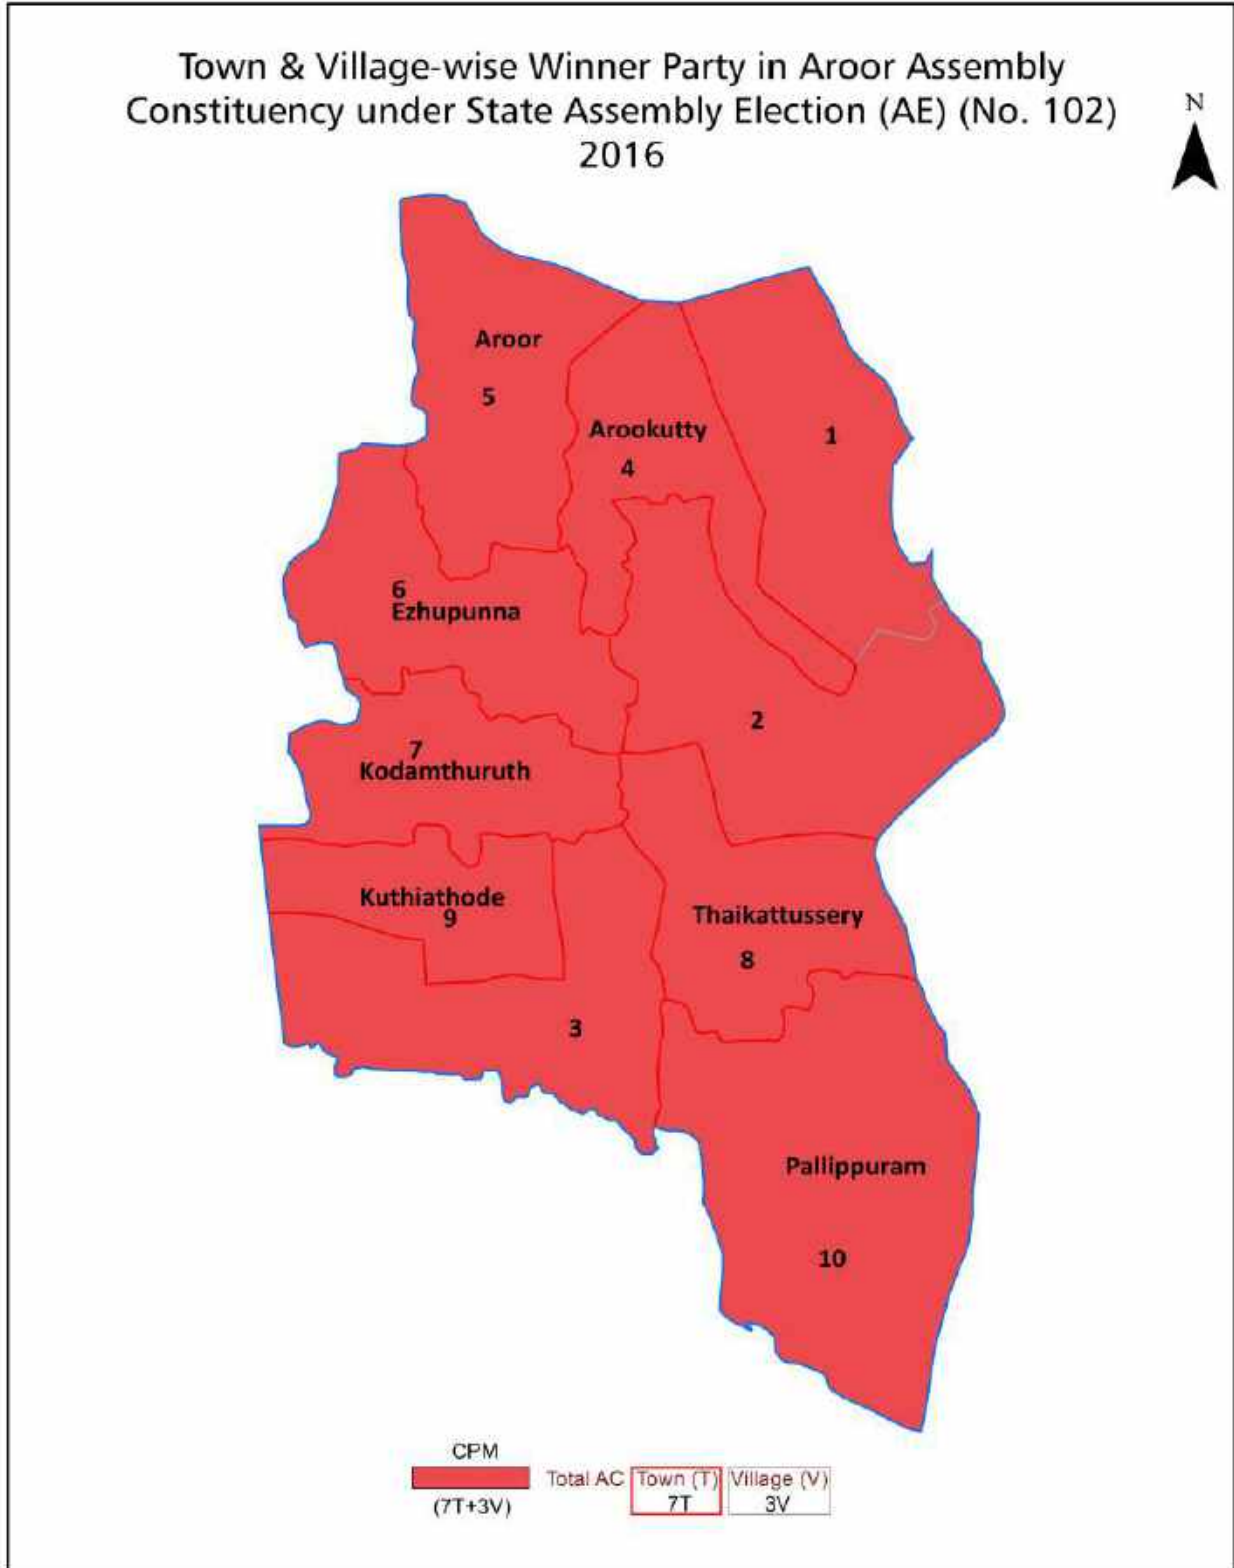 Town & Village-wise Winner Party in Aroor Assembly
Constituency under State Assembly Election (AE) (No. 102)
2016
N
Aroor
5
Arookutty
4
1
6
Ezhupunna
2
7
Kodamthuruth
Kuthiathode
9
Thaikattussery
8
3
Pallippuram
10
CPM
(7T+3V)
Total AC
Town (T)
7T
Village (V)
3V